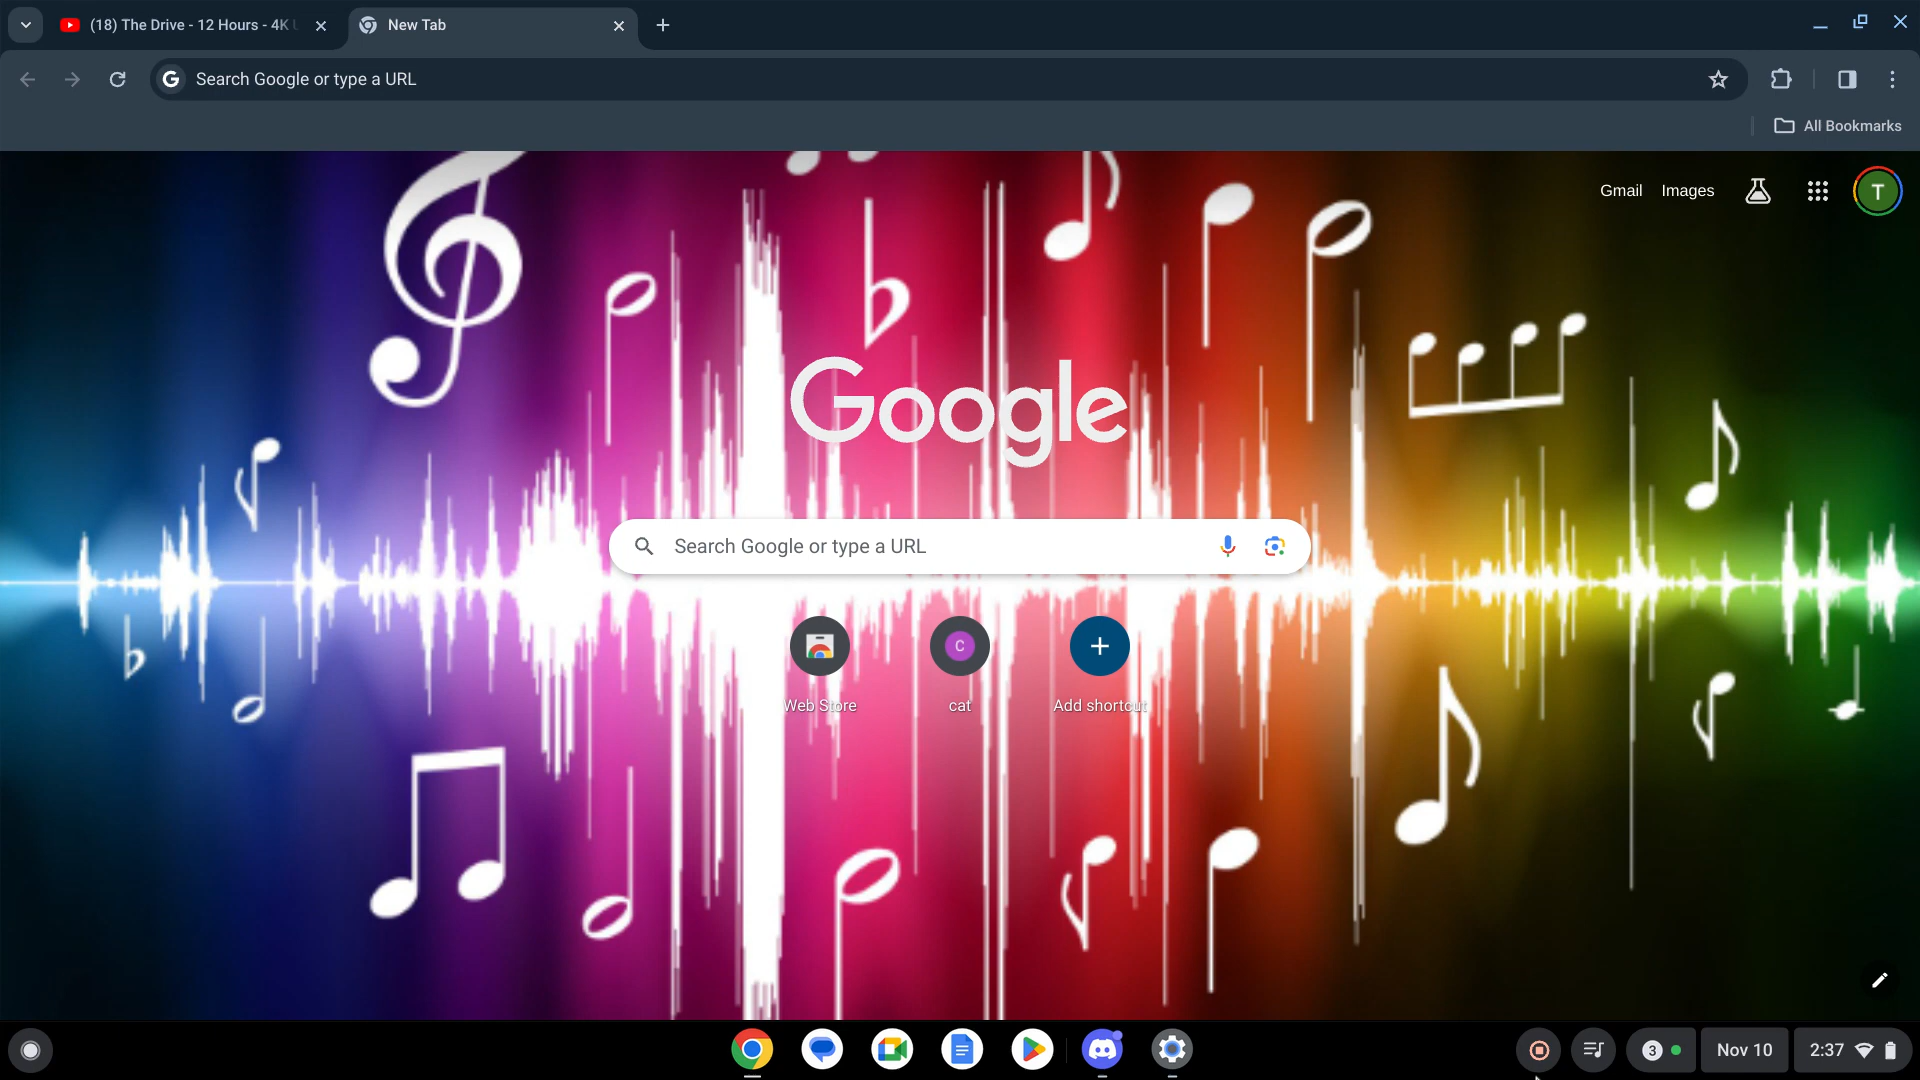 (18) The Drive - 12 Hours - 4K
New Tab
Search Google or type a URL
All Bookmarks
Gmail
Images
T
Google
Search Google or type a URL
C
Web Store
cat
Add shortcut
3
Nov 10
2:37